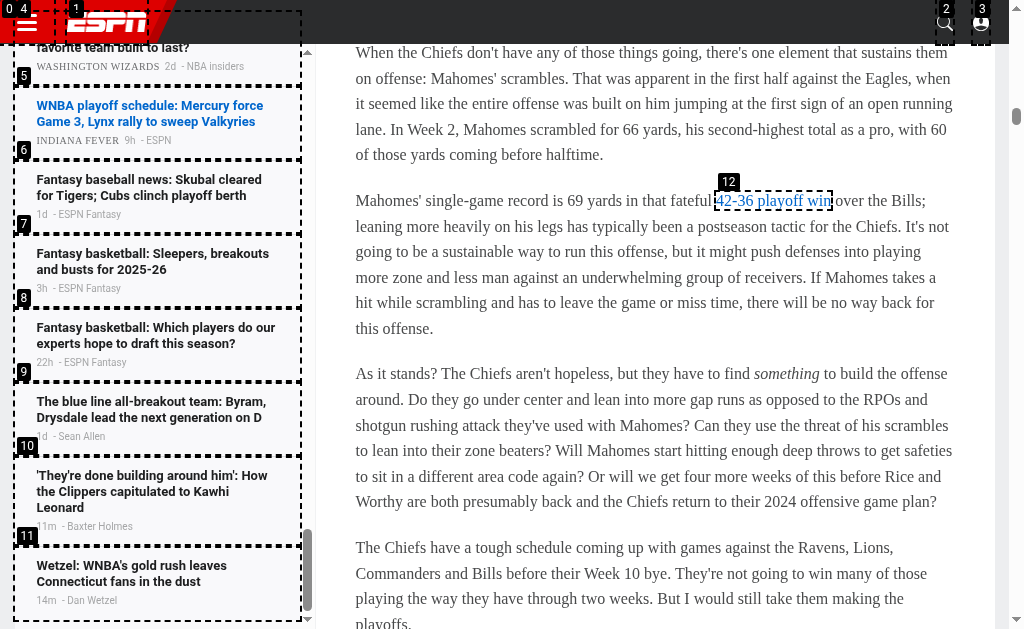 0 4
1
ESPN
2
3
favorite team built to last?
WASHINGTON WIZARDS 2d - NBA insiders
5
WNBA playoff schedule: Mercury force
Game 3, Lynx rally to sweep Valkyries
INDIANA FEVER 9h - ESPN
6
Fantasy baseball news: Skubal cleared
for Tigers; Cubs clinch playoff berth
1d - ESPN Fantasy
7
Fantasy basketball: Sleepers, breakouts
and busts for 2025-26
3h - ESPN Fantasy
8
Fantasy basketball: Which players do our
experts hope to draft this season?
22h - ESPN Fantasy
9
The blue line all-breakout team: Byram,
Drysdale lead the next generation on D
1d - Sean Allen
10
'They're done building around him': How
the Clippers capitulated to Kawhi
Leonard
11m - Baxter Holmes
11
Wetzel: WNBA's gold rush leaves
Connecticut fans in the dust
14m - Dan Wetzel
When the Chiefs don't have any of those things going, there's one element that sustains them
on offense: Mahomes' scrambles. That was apparent in the first half against the Eagles, when
it seemed like the entire offense was built on him jumping at the first sign of an open running
lane. In Week 2, Mahomes scrambled for 66 yards, his second-highest total as a pro, with 60
of those yards coming before halftime.
12
Mahomes' single-game record is 69 yards in that fateful 42-36 playoff win over the Bills;
leaning more heavily on his legs has typically been a postseason tactic for the Chiefs. It's not
going to be a sustainable way to run this offense, but it might push defenses into playing
more zone and less man against an underwhelming group of receivers. If Mahomes takes a
hit while scrambling and has to leave the game or miss time, there will be no way back for
this offense.
As it stands? The Chiefs aren't hopeless, but they have to find something to build the offense
around. Do they go under center and lean into more gap runs as opposed to the RPOs and
shotgun rushing attack they've used with Mahomes? Can they use the threat of his scrambles
to lean into their zone beaters? Will Mahomes start hitting enough deep throws to get safeties
to sit in a different area code again? Or will we get four more weeks of this before Rice and
Worthy are both presumably back and the Chiefs return to their 2024 offensive game plan?
The Chiefs have a tough schedule coming up with games against the Ravens, Lions,
Commanders and Bills before their Week 10 bye. They're not going to win many of those
playing the way they have through two weeks. But I would still take them making the
playoffs.